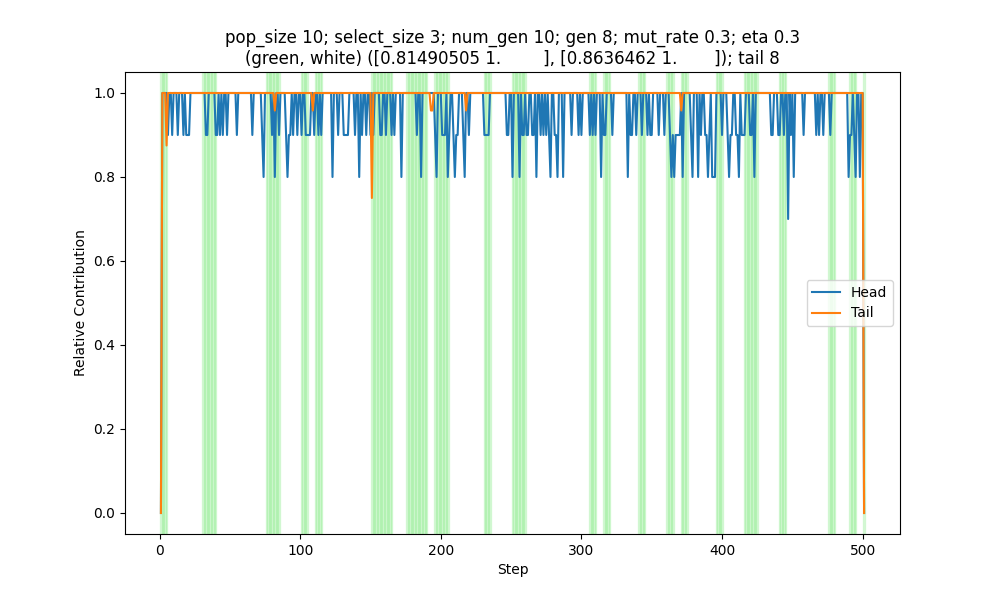 pop_size 10; select_size 3; num_gen 10; gen 8; mut_rate 0.3; eta 0.3
(green, white) ([0.81490505 1.        ], [0.8636462 1.        ]); tail 8
1.0
0.8
0.6
0.4
0.2
0.0
Relative Contribution
Head
Tail
0 100 200 300 400 500
Step